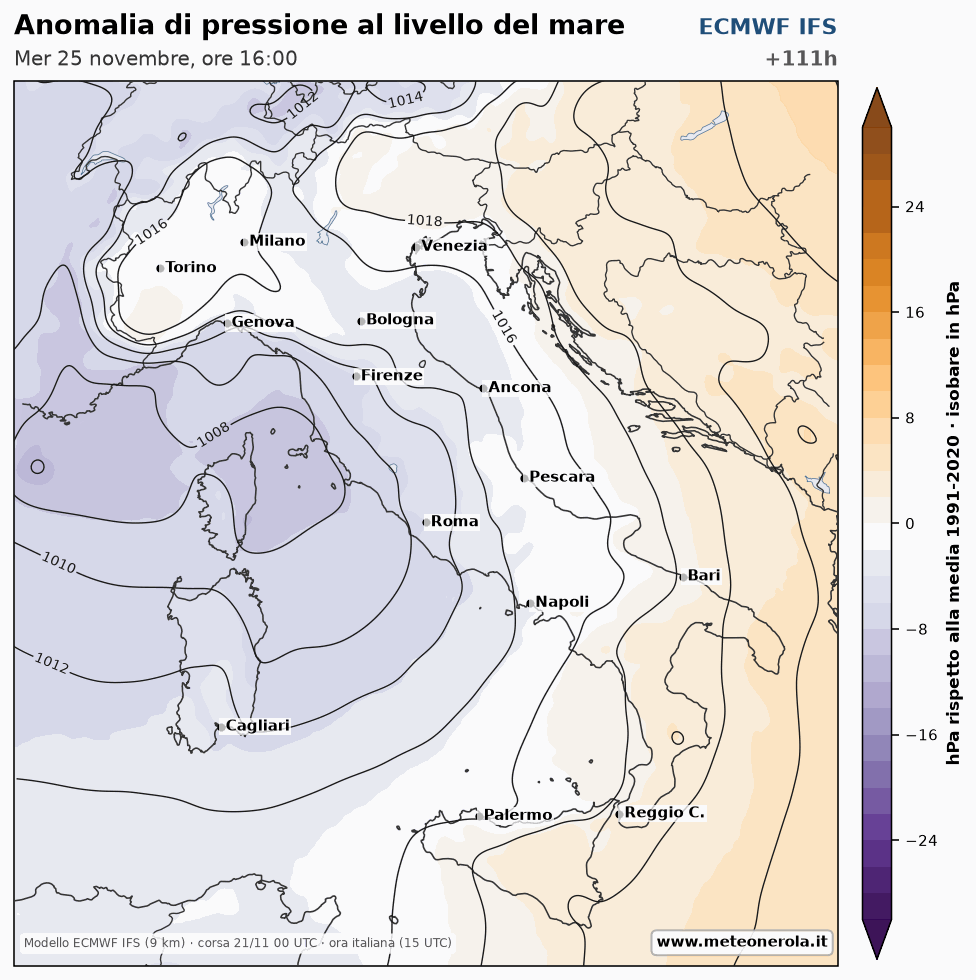 Anomalia di pressione al livello del mare
ECMWF IFS
Mer 25 novembre, ore 16:00
+111h
1012
1014
1016
1018
Milano
Venezia
Torino
Genova
Bologna
1016
Firenze
Ancona
1008
Pescara
Roma
1010
Bari
Napoli
1012
Cagliari
Palermo
Reggio C.
24
16
8
0
−8
−16
−24
hPa rispetto alla media 1991-2020 · isobare in hPa
Modello ECMWF IFS (9 km) · corsa 21/11 00 UTC · ora italiana (15 UTC)
www.meteonerola.it